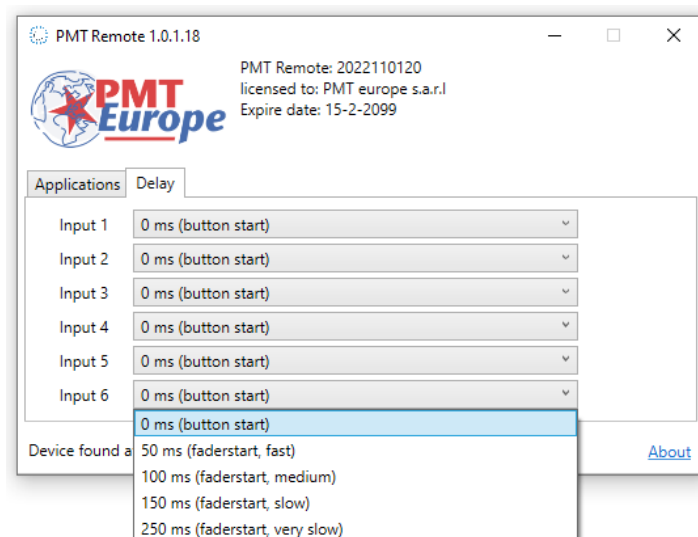 PMT Remote 1.0.1.18
PMT Europe
PMT Remote: 2022110120
licensed to: PMT europe s.a.r.l
Expire date: 15-2-2099
Applications Delay
Input 1 0 ms (button start)
Input 2 0 ms (button start)
Input 3 0 ms (button start)
Input 4 0 ms (button start)
Input 5 0 ms (button start)
Input 6 0 ms (button start)
0 ms (button start)
Device found
50 ms (faderstart, fast)
About
100 ms (faderstart, medium)
150 ms (faderstart, slow)
250 ms (faderstart, very slow)